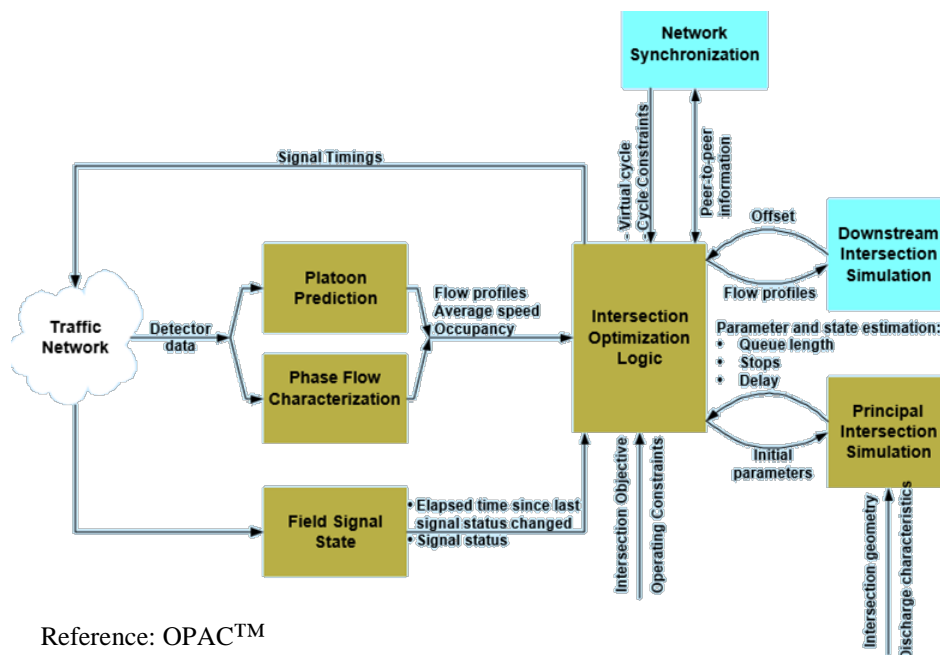 Network
Synchronization
Signal Timings
- Virtual cycle
- Cycle Constraints
Peer-to-peer
information
Offset
Downstream
Intersection
Simulation
Flow profiles
Platoon
Prediction
Flow profiles
Average speed
Occupancy
Intersection
Optimization
Logic
Traffic
Network
Detector
data
Phase Flow
Characterization
Parameter and state estimation:
• Queue length
• Stops
• Delay
Principal
Intersection
Simulation
Initial
parameters
Field Signal
State
• Elapsed time since last
signal status changed
• Signal status
Intersection Objective
Operating Constraints
Intersection geometry
Discharge characteristics
Reference: OPAC™